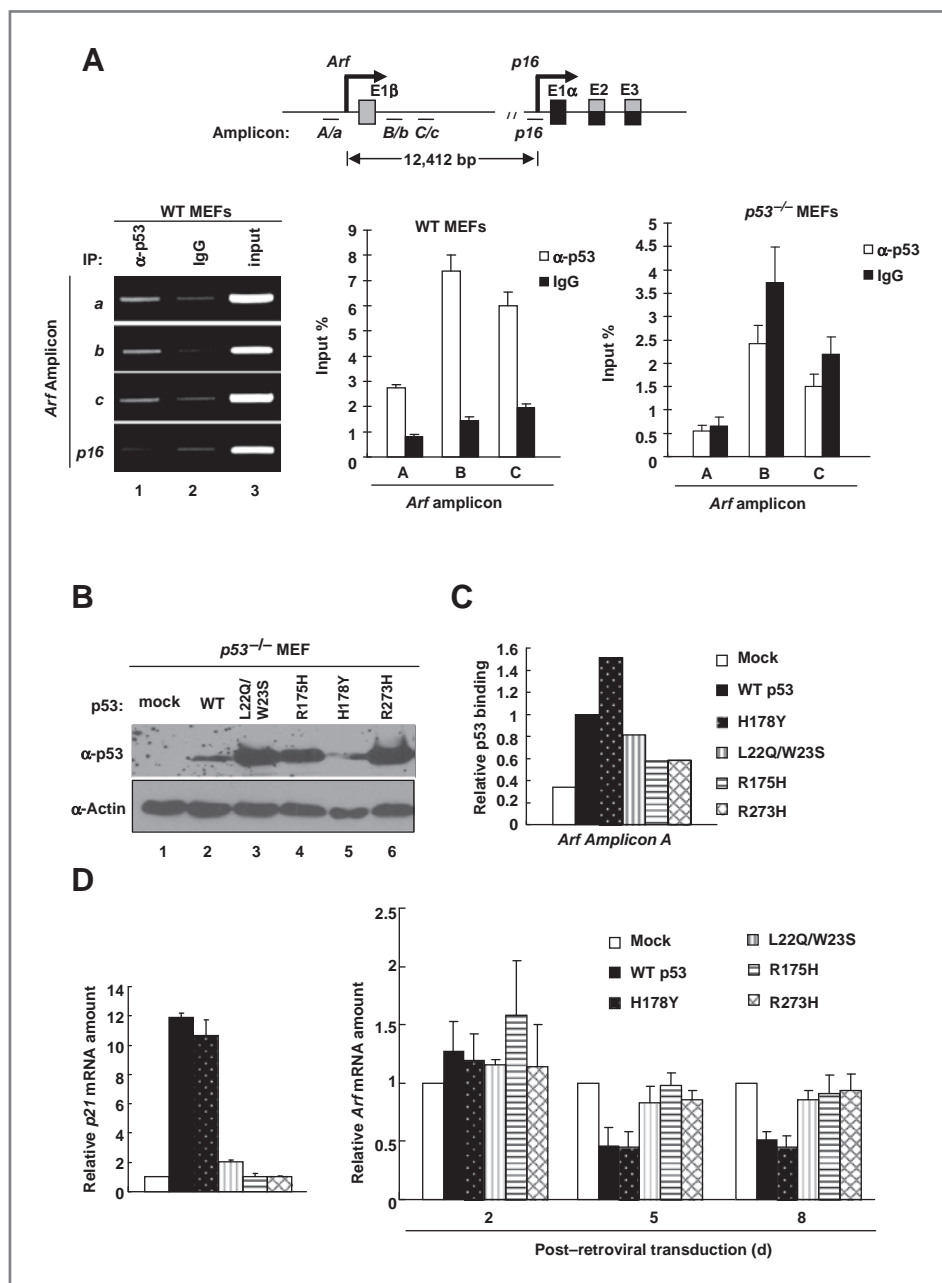 A
Arf
p16
E1β
E1α E2 E3
Amplicon: A/a B/b C/c p16
12,412 bp
WT MEFs
IP: α-p53 IgG input
Arf Amplicon
a
b
c
p16
1 2 3
WT MEFs
α-p53
IgG
Input %
9
8
7
6
5
4
3
2
1
0
A B C
Arf amplicon
p53–/– MEFs
α-p53
IgG
Input %
5
4.5
4
3.5
3
2.5
2
1.5
1
0.5
0
A B C
Arf amplicon
B
p53–/– MEF
p53: mock WT L22Q/W23S R175H H178Y R273H
α-p53
α-Actin
1 2 3 4 5 6
C
Relative p53 binding
1.6
1.4
1.2
1
0.8
0.6
0.4
0.2
0
Arf Amplicon A
Mock
WT p53
H178Y
L22Q/W23S
R175H
R273H
D
Relative p21 mRNA amount
14
12
10
8
6
4
2
0
Relative Arf mRNA amount
2.5
2
1.5
1
0.5
0
Mock
WT p53
H178Y
L22Q/W23S
R175H
R273H
2 5 8
Post–retroviral transduction (d)